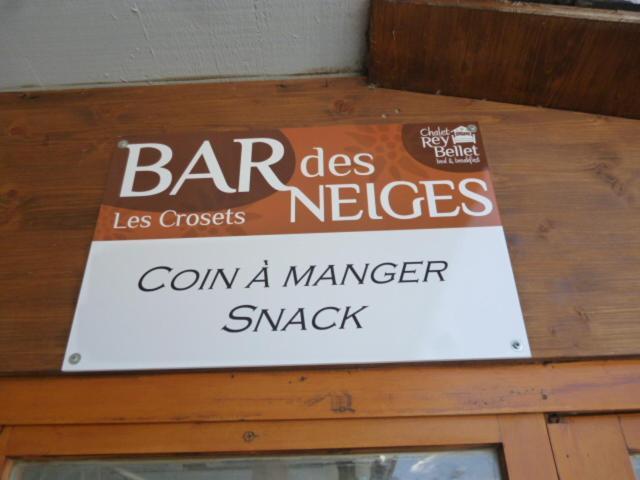 BAR des
NEIGES
Les Crosets
Chalet
Rey
Bellet
bed & breakfast
COIN À MANGER
SNACK